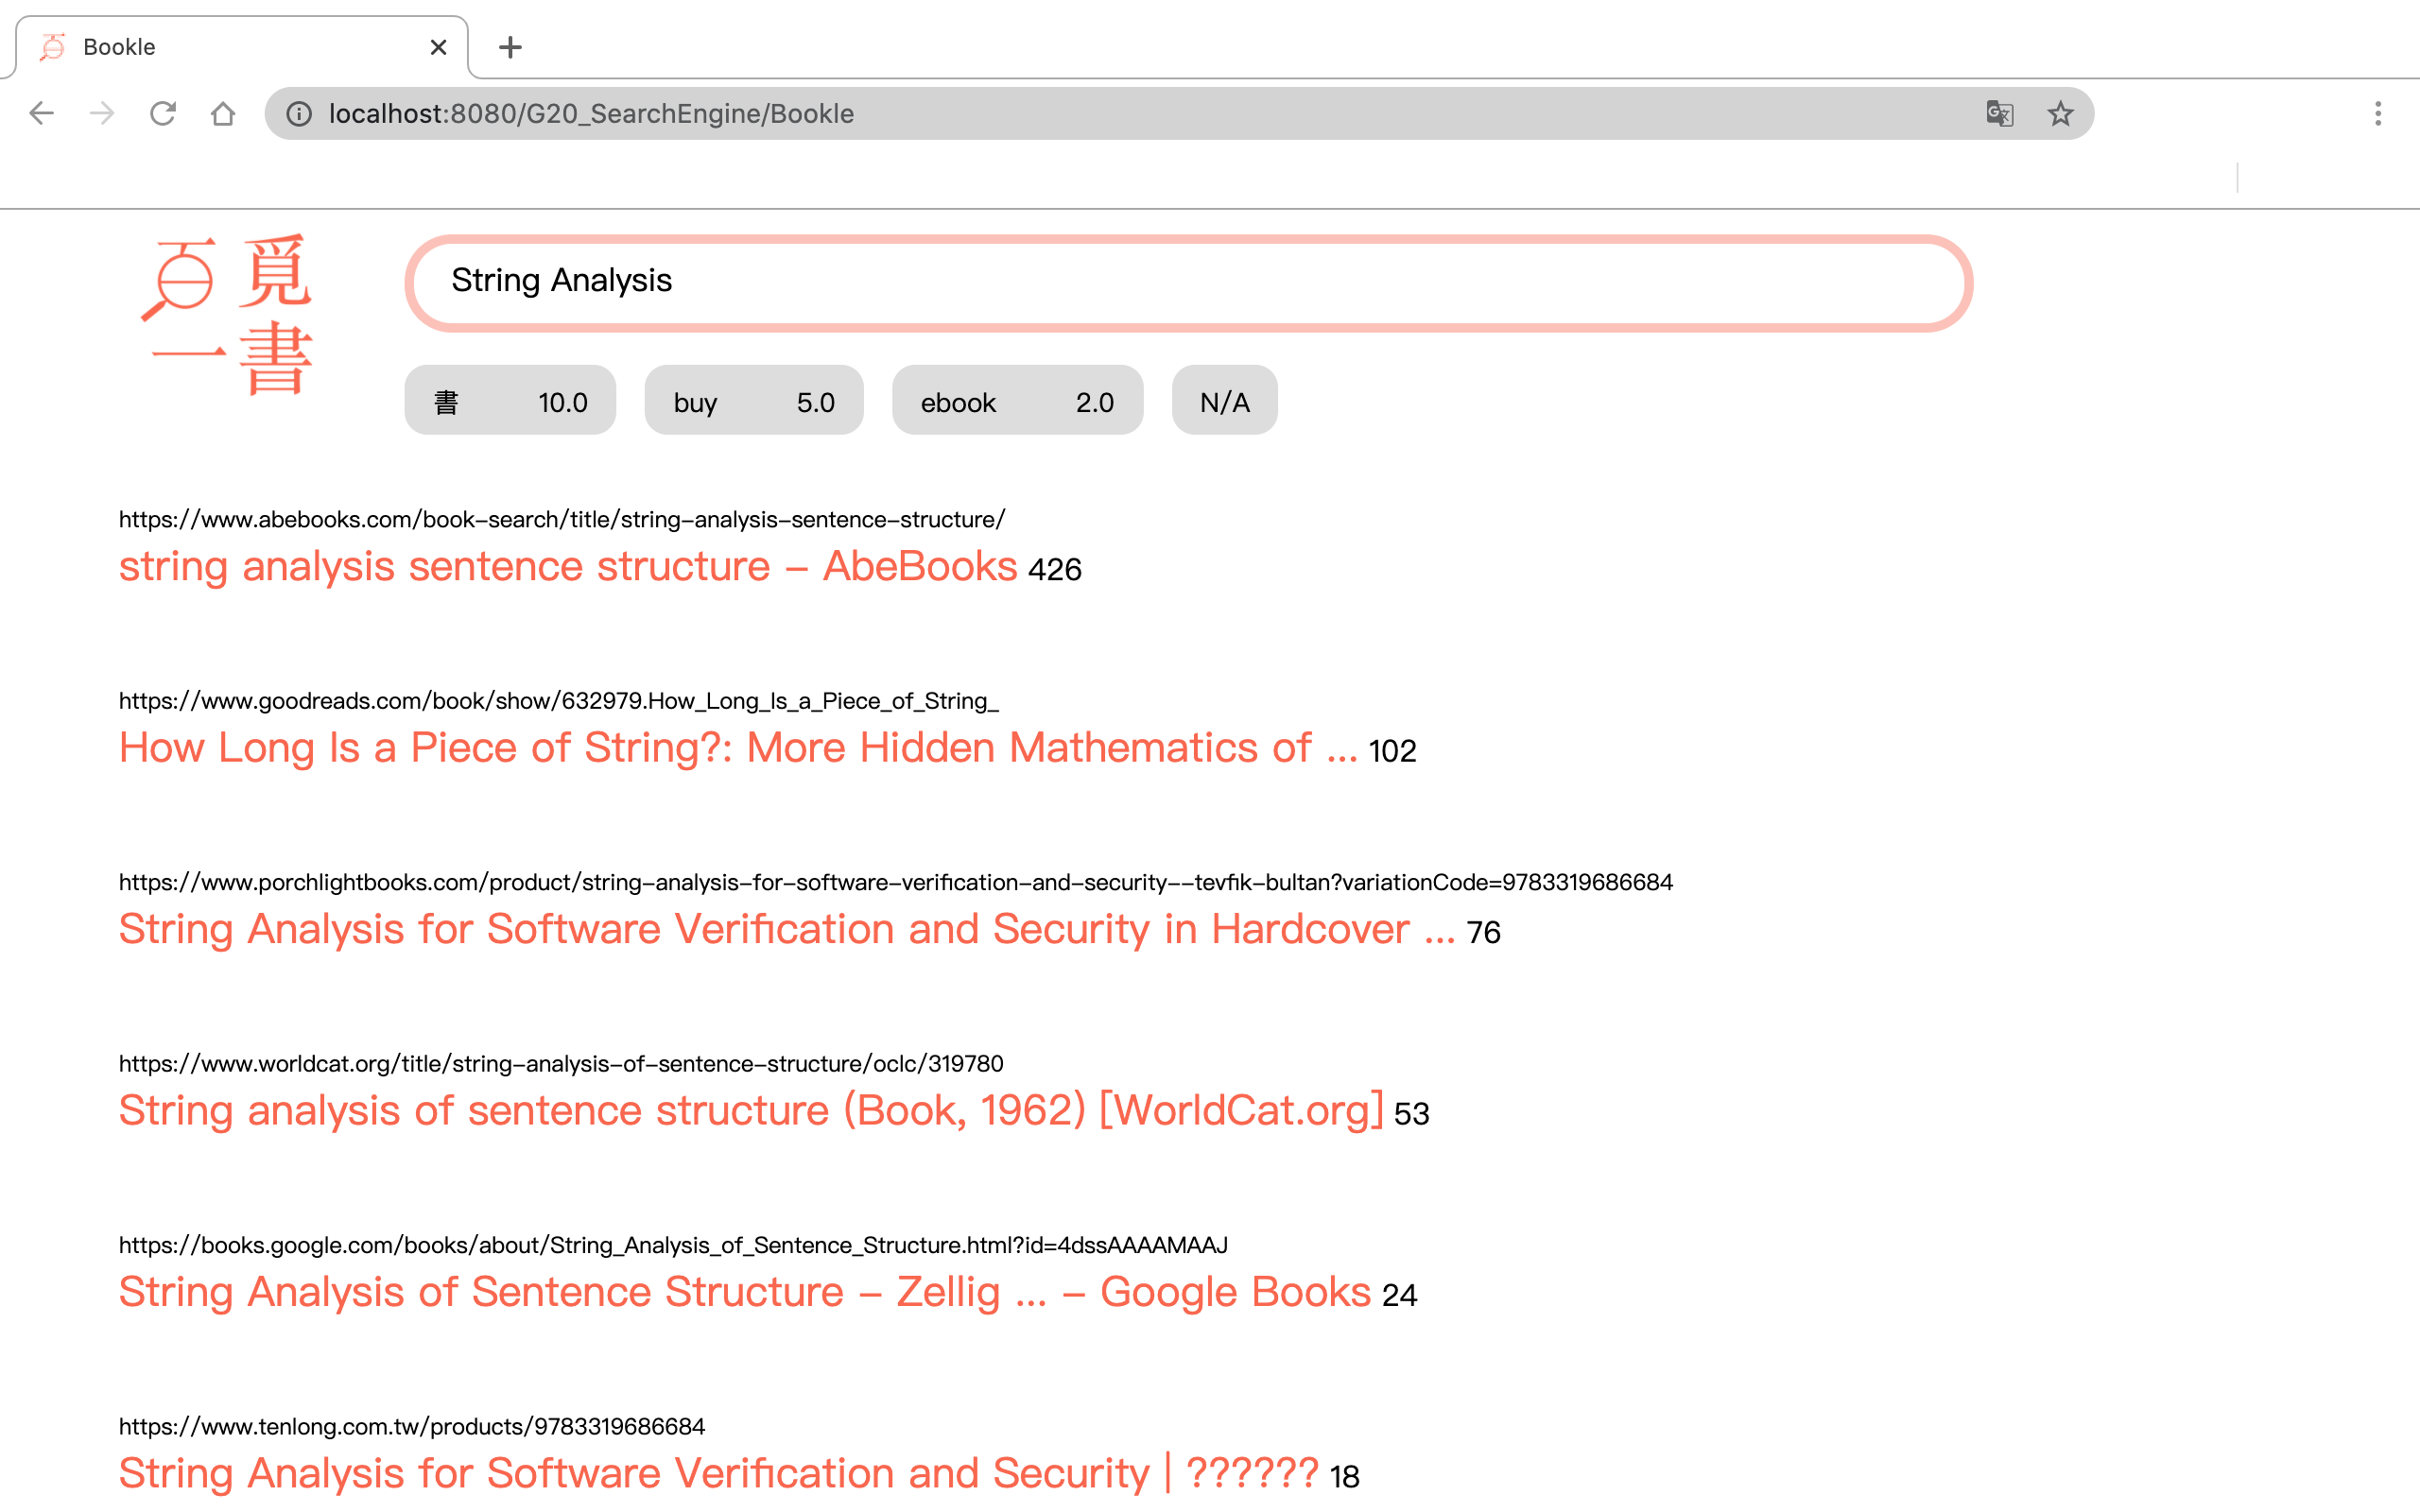 Bookle
localhost:8080/G20_SearchEngine/Bookle
百 覓
一 書
String Analysis
書 10.0 buy 5.0 ebook 2.0 N/A
https://www.abebooks.com/book-search/title/string-analysis-sentence-structure/
string analysis sentence structure - AbeBooks 426
https://www.goodreads.com/book/show/632979.How_Long_Is_a_Piece_of_String_
How Long Is a Piece of String?: More Hidden Mathematics of ... 102
https://www.porchlightbooks.com/product/string-analysis-for-software-verification-and-security--tevfik-bultan?variationCode=9783319686684
String Analysis for Software Verification and Security in Hardcover ... 76
https://www.worldcat.org/title/string-analysis-of-sentence-structure/oclc/319780
String analysis of sentence structure (Book, 1962) [WorldCat.org] 53
https://books.google.com/books/about/String_Analysis_of_Sentence_Structure.html?id=4dssAAAAMAAJ
String Analysis of Sentence Structure - Zellig ... - Google Books 24
https://www.tenlong.com.tw/products/9783319686684
String Analysis for Software Verification and Security | ?????? 18